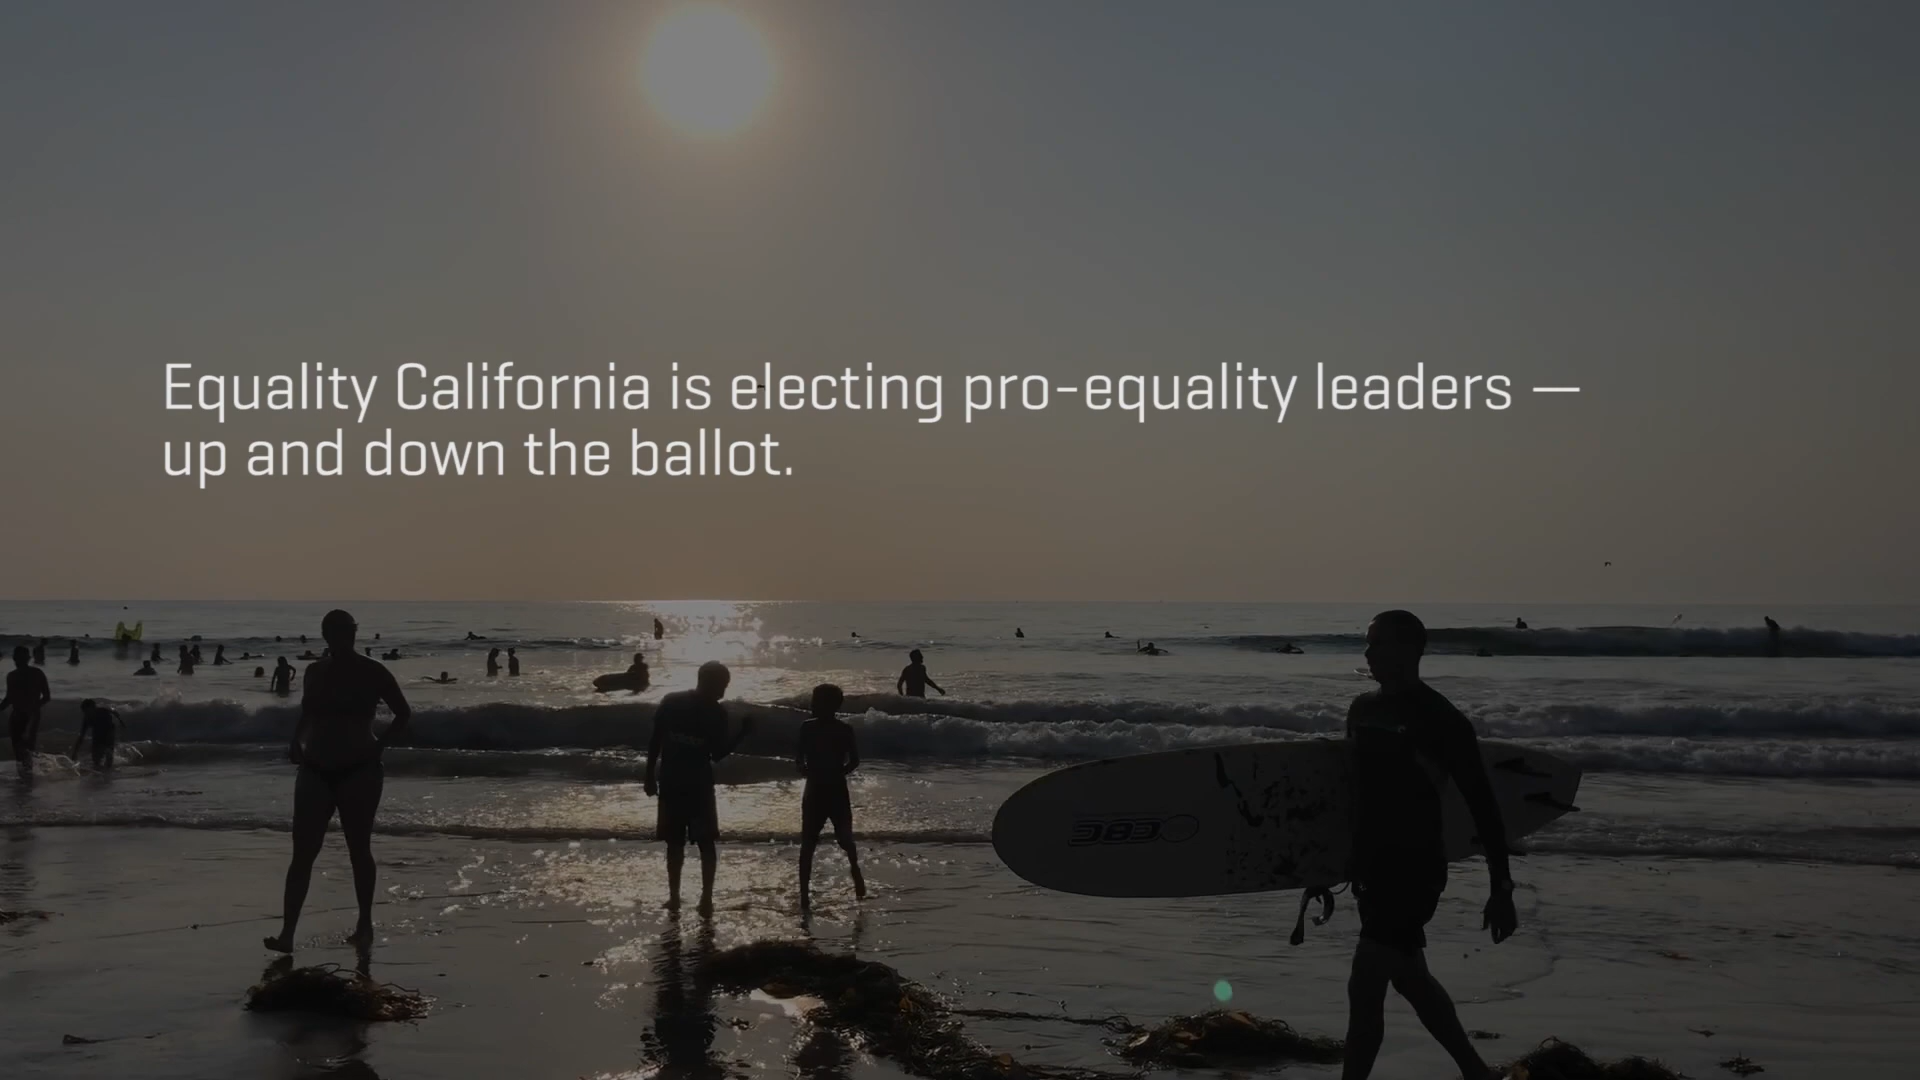 Equality California is electing pro-equality leaders —
up and down the ballot.